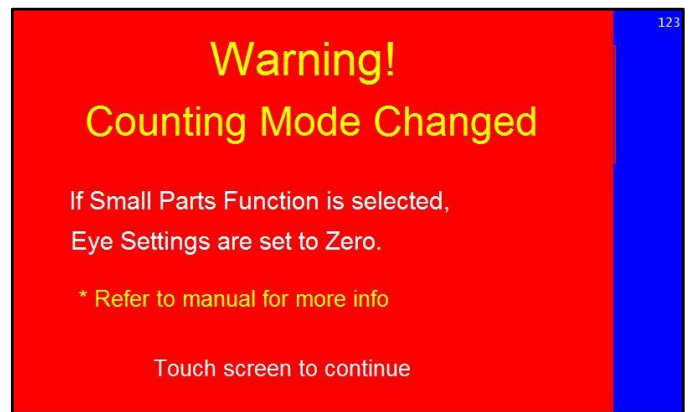 123
Warning!
Counting Mode Changed
If Small Parts Function is selected,
Eye Settings are set to Zero.
* Refer to manual for more info
Touch screen to continue